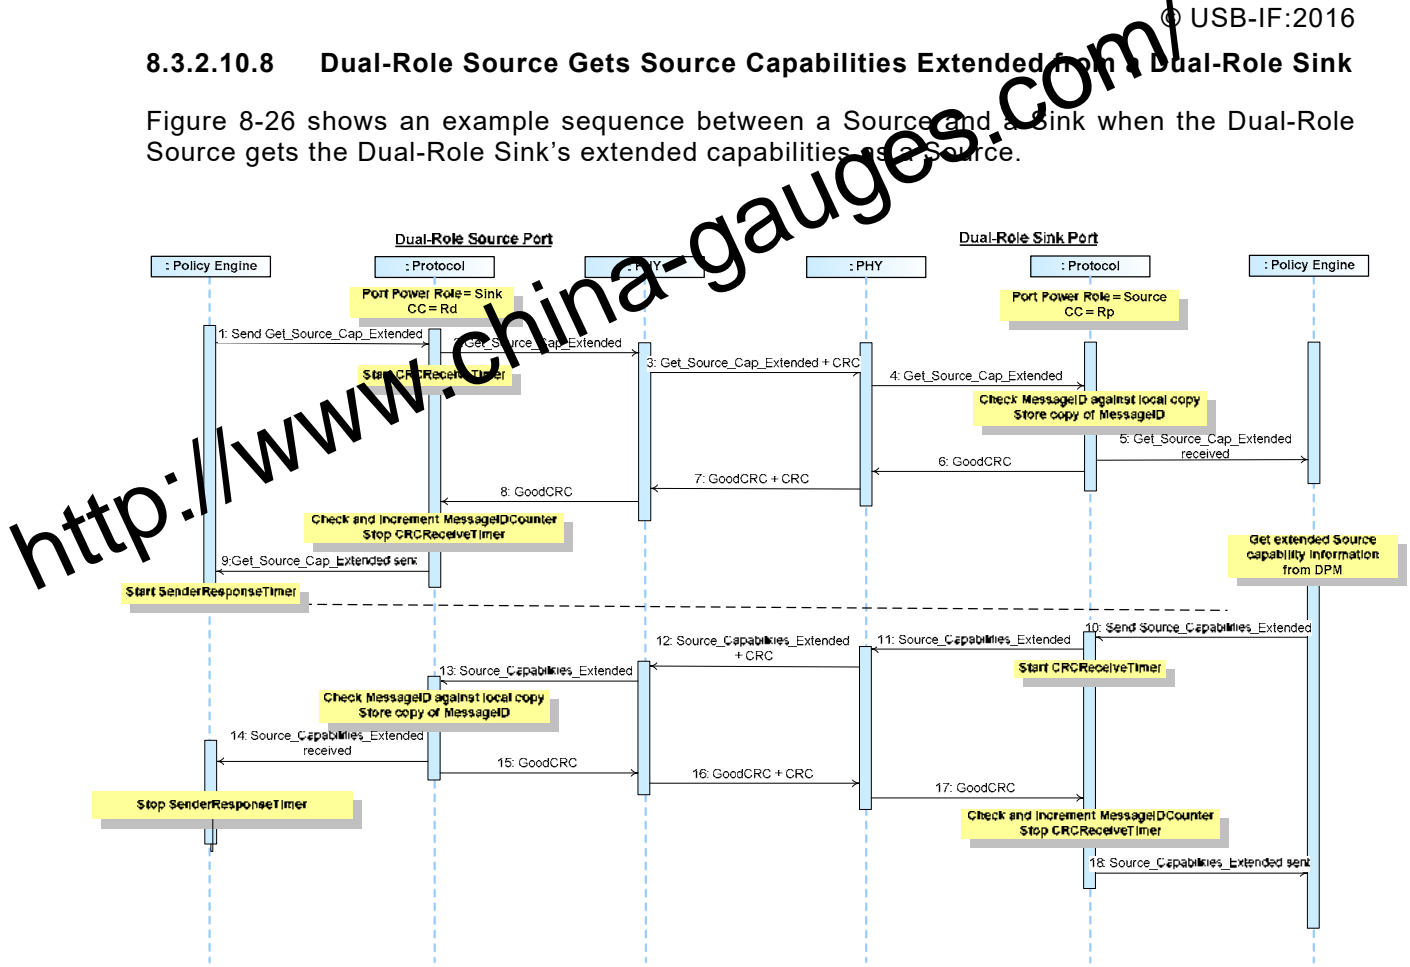 © USB-IF:2016
8.3.2.10.8 Dual-Role Source Gets Source Capabilities Extended from a Dual-Role Sink
Figure 8-26 shows an example sequence between a Source and a Sink when the Dual-Role
Source gets the Dual-Role Sink's extended capabilities as a Source.
http://www.china-gauges.com/
Dual-Role Source Port
Dual-Role Sink Port
: Policy Engine
: Protocol
: PHY
: PHY
: Protocol
: Policy Engine
Port Power Role = Sink
CC = Rd
Port Power Role = Source
CC = Rp
1: Send Get_Source_Cap_Extended
2:Get_Source_Cap_Extended
Start CRCReceiveTimer
3: Get_Source_Cap_Extended + CRC
4: Get_Source_Cap_Extended
Check MessageID against local copy
Store copy of MessageID
5: Get_Source_Cap_Extended
received
6: GoodCRC
7: GoodCRC + CRC
8: GoodCRC
Check and increment MessageIDCounter
Stop CRCReceiveTimer
9:Get_Source_Cap_Extended sent
Start SenderResponseTimer
Get extended Source
capability information
from DPM
10: Send Source_Capabilities_Extended
11: Source_Capabilities_Extended
Start CRCReceiveTimer
12: Source_Capabilities_Extended
+ CRC
13: Source_Capabilities_Extended
Check MessageID against local copy
Store copy of MessageID
14: Source_Capabilities_Extended
received
15: GoodCRC
16: GoodCRC + CRC
17: GoodCRC
Stop SenderResponseTimer
Check and increment MessageIDCounter
Stop CRCReceiveTimer
18: Source_Capabilities_Extended sent